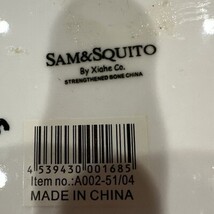 SAM&SQUITO
By Xiahe Co.
STRENGTHENED BONE CHINA
4 539430 001685
Item no.:A002-51/04
MADE IN CHINA